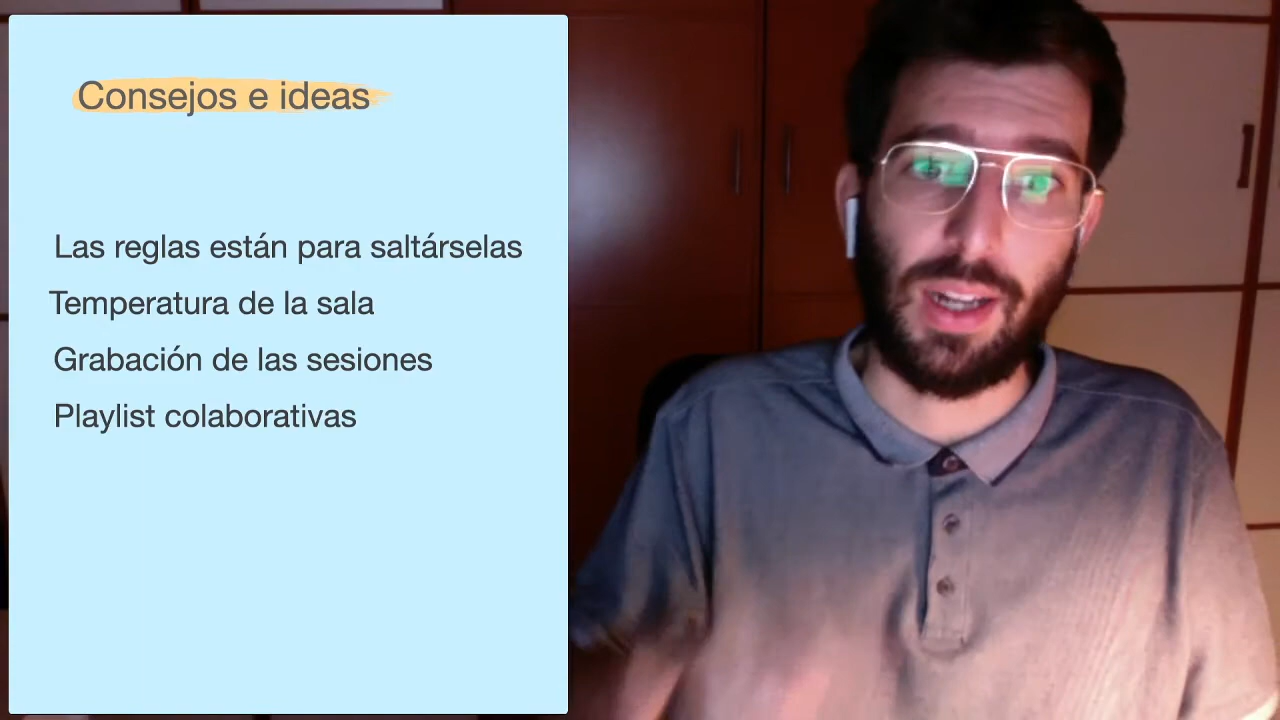 Consejos e ideas
Las reglas están para saltárselas
Temperatura de la sala
Grabación de las sesiones
Playlist colaborativas